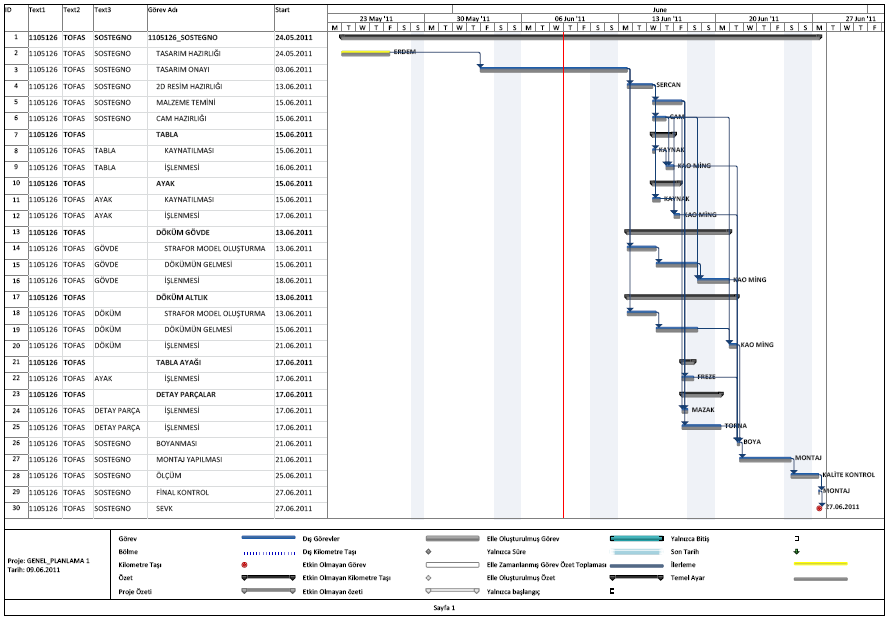 ID Text1 Text2 Text3 Görev Adı Start
June
23 May '11 30 May '11 06 Jun '11 13 Jun '11 20 Jun '11 27 Jun '11
M T W T F S S M T W T F S S M T W T F S S M T W T F S S M T W T F S S M T W T F
1 1105126 TOFAS SOSTEGNO 1105126_SOSTEGNO 24.05.2011
2 1105126 TOFAS SOSTEGNO TASARIM HAZIRLIĞI 24.05.2011 ERDEM
3 1105126 TOFAS SOSTEGNO TASARIM ONAYI 03.06.2011
4 1105126 TOFAS SOSTEGNO 2D RESİM HAZIRLIĞI 13.06.2011 SERCAN
5 1105126 TOFAS SOSTEGNO MALZEME TEMİNİ 15.06.2011
6 1105126 TOFAS SOSTEGNO CAM HAZIRLIĞI 15.06.2011 CAM
7 1105126 TOFAS TABLA 15.06.2011
8 1105126 TOFAS TABLA KAYNATILMASI 15.06.2011 KAYNAK
9 1105126 TOFAS TABLA İŞLENMESİ 16.06.2011 KAO MİNG
10 1105126 TOFAS AYAK 15.06.2011
11 1105126 TOFAS AYAK KAYNATILMASI 15.06.2011 KAYNAK
12 1105126 TOFAS AYAK İŞLENMESİ 17.06.2011 KAO MİNG
13 1105126 TOFAS DÖKÜM GÖVDE 13.06.2011
14 1105126 TOFAS GÖVDE STRAFOR MODEL OLUŞTURMA 13.06.2011
15 1105126 TOFAS GÖVDE DÖKÜMÜN GELMESİ 15.06.2011
16 1105126 TOFAS GÖVDE İŞLENMESİ 18.06.2011 KAO MİNG
17 1105126 TOFAS DÖKÜM ALTLIK 13.06.2011
18 1105126 TOFAS DÖKÜM STRAFOR MODEL OLUŞTURMA 13.06.2011
19 1105126 TOFAS DÖKÜM DÖKÜMÜN GELMESİ 15.06.2011
20 1105126 TOFAS DÖKÜM İŞLENMESİ 21.06.2011 KAO MİNG
21 1105126 TOFAS TABLA AYAĞI 17.06.2011
22 1105126 TOFAS AYAK İŞLENMESİ 17.06.2011 FREZE
23 1105126 TOFAS DETAY PARÇALAR 17.06.2011
24 1105126 TOFAS DETAY PARÇA İŞLENMESİ 17.06.2011 MAZAK
25 1105126 TOFAS DETAY PARÇA İŞLENMESİ 17.06.2011 TORNA
26 1105126 TOFAS SOSTEGNO BOYANMASI 21.06.2011 BOYA
27 1105126 TOFAS SOSTEGNO MONTAJ YAPILMASI 21.06.2011 MONTAJ
28 1105126 TOFAS SOSTEGNO ÖLÇÜM 25.06.2011 KALİTE KONTROL
29 1105126 TOFAS SOSTEGNO FİNAL KONTROL 27.06.2011 MONTAJ
30 1105126 TOFAS SOSTEGNO SEVK 27.06.2011 27.06.2011
Proje: GENEL_PLANLAMA 1
Tarih: 09.06.2011
Görev Dış Görevler Elle Oluşturulmuş Görev Yalnızca Bitiş
Bölme Dış Kilometre Taşı Yalnızca Süre Son Tarih
Kilometre Taşı Etkin Olmayan Görev Elle Zamanlanmış Görev Özet Toplaması İlerleme
Özet Etkin Olmayan Kilometre Taşı Elle Oluşturulmuş Özet Temel Ayar
Proje Özeti Etkin Olmayan özeti Yalnızca başlangıç
Sayfa 1